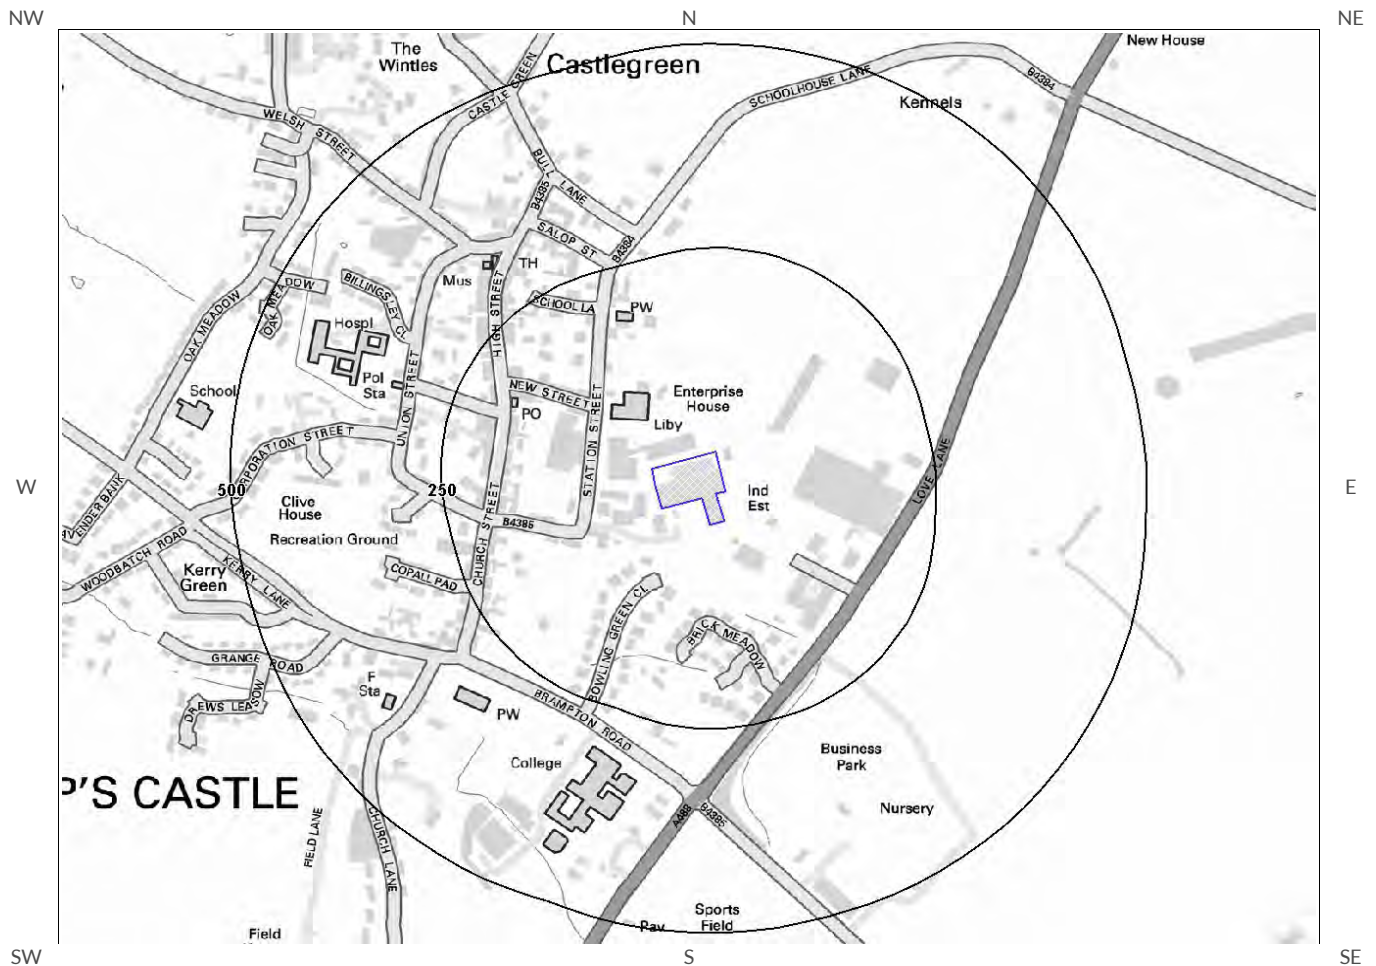 NW
N
NE
The
Wintles
Castlegreen
New House
CASTLE GREEN
SCHOOLHOUSE LANE
B4384
Kennels
WELSH STREET
BULL LANE
B4385
SALOP ST
B4384
TH
Mus
OAK MEADOW
BILLINGSLEY CL
SCHOOL LA
PW
HIGH STREET
OAK MEADOW
Hospl
Pol
Sta
School
UNION STREET
NEW STREET
PO
STATION STREET
Enterprise
House
Liby
CORPORATION STREET
LOVE LANE
W
500
250
E
Ind
Est
Clive
House
Recreation Ground
B4385
CHURCH STREET
WOODBATCH ROAD
Kerry
Green
KERRY LANE
COPALL PAD
BOWLING GREEN CL
BRICK MEADOW
GRANGE ROAD
DREWS LEASOW
F
Sta
PW
BRAMPTON ROAD
College
Business
Park
P'S CASTLE
Nursery
A488
B4385
FIELD LANE
CHURCH LANE
Sports
Field
Pav
Field
SW
S
SE